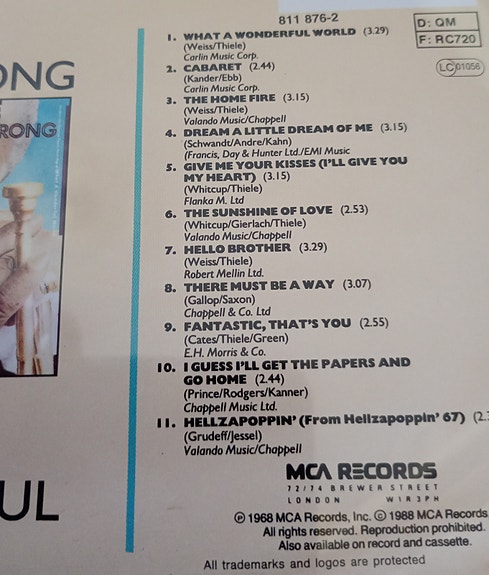 811 876-2
D: QM
F: RC720
LC 01056
ONG
RONG
1. WHAT A WONDERFUL WORLD (3.29)
(Weiss/Thiele)
Carlin Music Corp.
2. CABARET (2.44)
(Kander/Ebb)
Carlin Music Corp.
3. THE HOME FIRE (3.15)
(Weiss/Thiele)
Valando Music/Chappell
4. DREAM A LITTLE DREAM OF ME (3.15)
(Schwandt/Andre/Kahn)
(Francis, Day & Hunter Ltd./EMI Music
5. GIVE ME YOUR KISSES (I'LL GIVE YOU
MY HEART) (3.15)
(Whitcup/Thiele)
Flanka M. Ltd
6. THE SUNSHINE OF LOVE (2.53)
(Whitcup/Gierlach/Thiele)
Valando Music/Chappell
7. HELLO BROTHER (3.29)
(Weiss/Thiele)
Robert Mellin Ltd.
8. THERE MUST BE A WAY (3.07)
(Gallop/Saxon)
Chappell & Co. Ltd
9. FANTASTIC, THAT'S YOU (2.55)
(Cates/Thiele/Green)
E.H. Morris & Co.
10. I GUESS I'LL GET THE PAPERS AND
GO HOME (2.44)
(Prince/Rodgers/Kanner)
Chappell Music Ltd.
11. HELLZAPOPPIN' (From Hellzapoppin' 67) (2.
(Grudeff/Jessel)
Valando Music/Chappell
UL
MCA RECORDS
72/74 BREWER STREET
LONDON W1R 3PH
℗ 1968 MCA Records, Inc. © 1988 MCA Records
All rights reserved. Reproduction prohibited.
Also available on record and cassette.
All trademarks and logos are protected